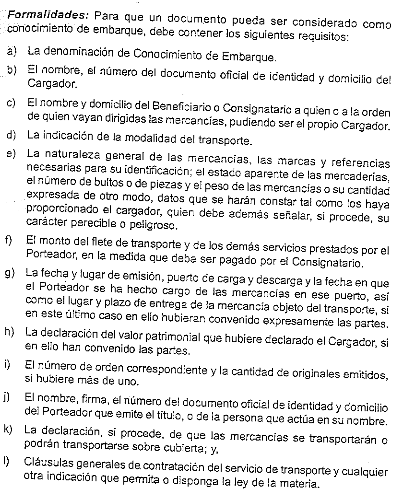 Formalidades: Para que un documento pueda ser considerado como
conocimiento de embarque, debe contener los siguientes requisitos:
a) La denominación de Conocimiento de Embarque.
b) El nombre, el número del documento oficial de identidad y domicilio del
Cargador.
c) El nombre y domicilio del Beneficiario o Consignatario a quien o a la orden
de quien vayan dirigidas las mercancías, pudiendo ser el propio Cargador.
d) La indicación de la modalidad del transporte.
e) La naturaleza general de las mercancías, las marcas y referencias
necesarias para su identificación; el estado aparente de las mercaderías,
el número de bultos o de piezas y el peso de las mercancías o su cantidad
expresada de otro modo, datos que se harán constar tal como los haya
proporcionado el cargador, quien debe además señalar, si procede, su
carácter perecible o peligroso.
f) El monto del flete de transporte y de los demás servicios prestados por el
Porteador, en la medida que deba ser pagado por el Consignatario.
g) La fecha y lugar de emisión, puerto de carga y descarga y la fecha en que
el Porteador se ha hecho cargo de las mercancías en ese puerto, así
como el lugar y plazo de entrega de la mercancía objeto del transporte, si
en este último caso en ello hubieran convenido expresamente las partes.
h) La declaración del valor patrimonial que hubiere declarado el Cargador, si
en ello han convenido las partes.
i) El número de orden correspondiente y la cantidad de originales emitidos,
si hubiere más de uno.
j) El nombre, firma, el número del documento oficial de identidad y domicilio
del Porteador que emite el título, o de la persona que actúa en su nombre.
k) La declaración, si procede, de que las mercancías se transportarán o
podrán transportarse sobre cubierta; y,
l) Cláusulas generales de contratación del servicio de transporte y cualquier
otra indicación que permita o disponga la ley de la materia.